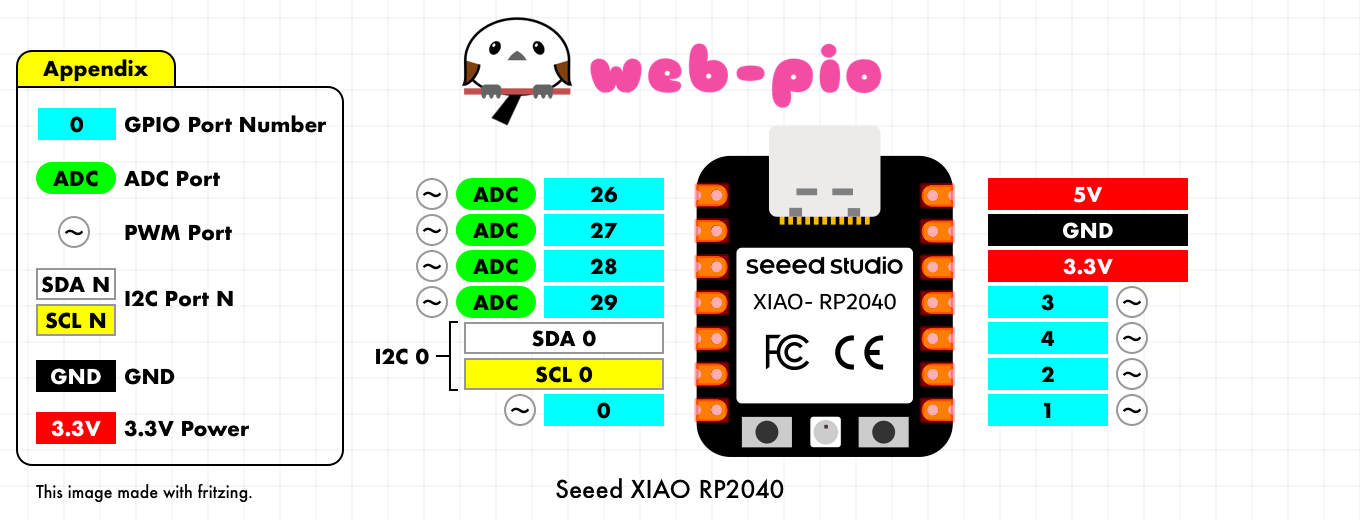 web-pio
Appendix
0 GPIO Port Number
ADC ADC Port
~ PWM Port
SDA N
SCL N
I2C Port N
GND GND
3.3V 3.3V Power
This image made with fritzing.
~ ADC 26
~ ADC 27
~ ADC 28
~ ADC 29
I2C 0
SDA 0
SCL 0
~ 0
seeed studio
XIAO- RP2040
FC CE
5V
GND
3.3V
3 ~
4 ~
2 ~
1 ~
Seeed XIAO RP2040